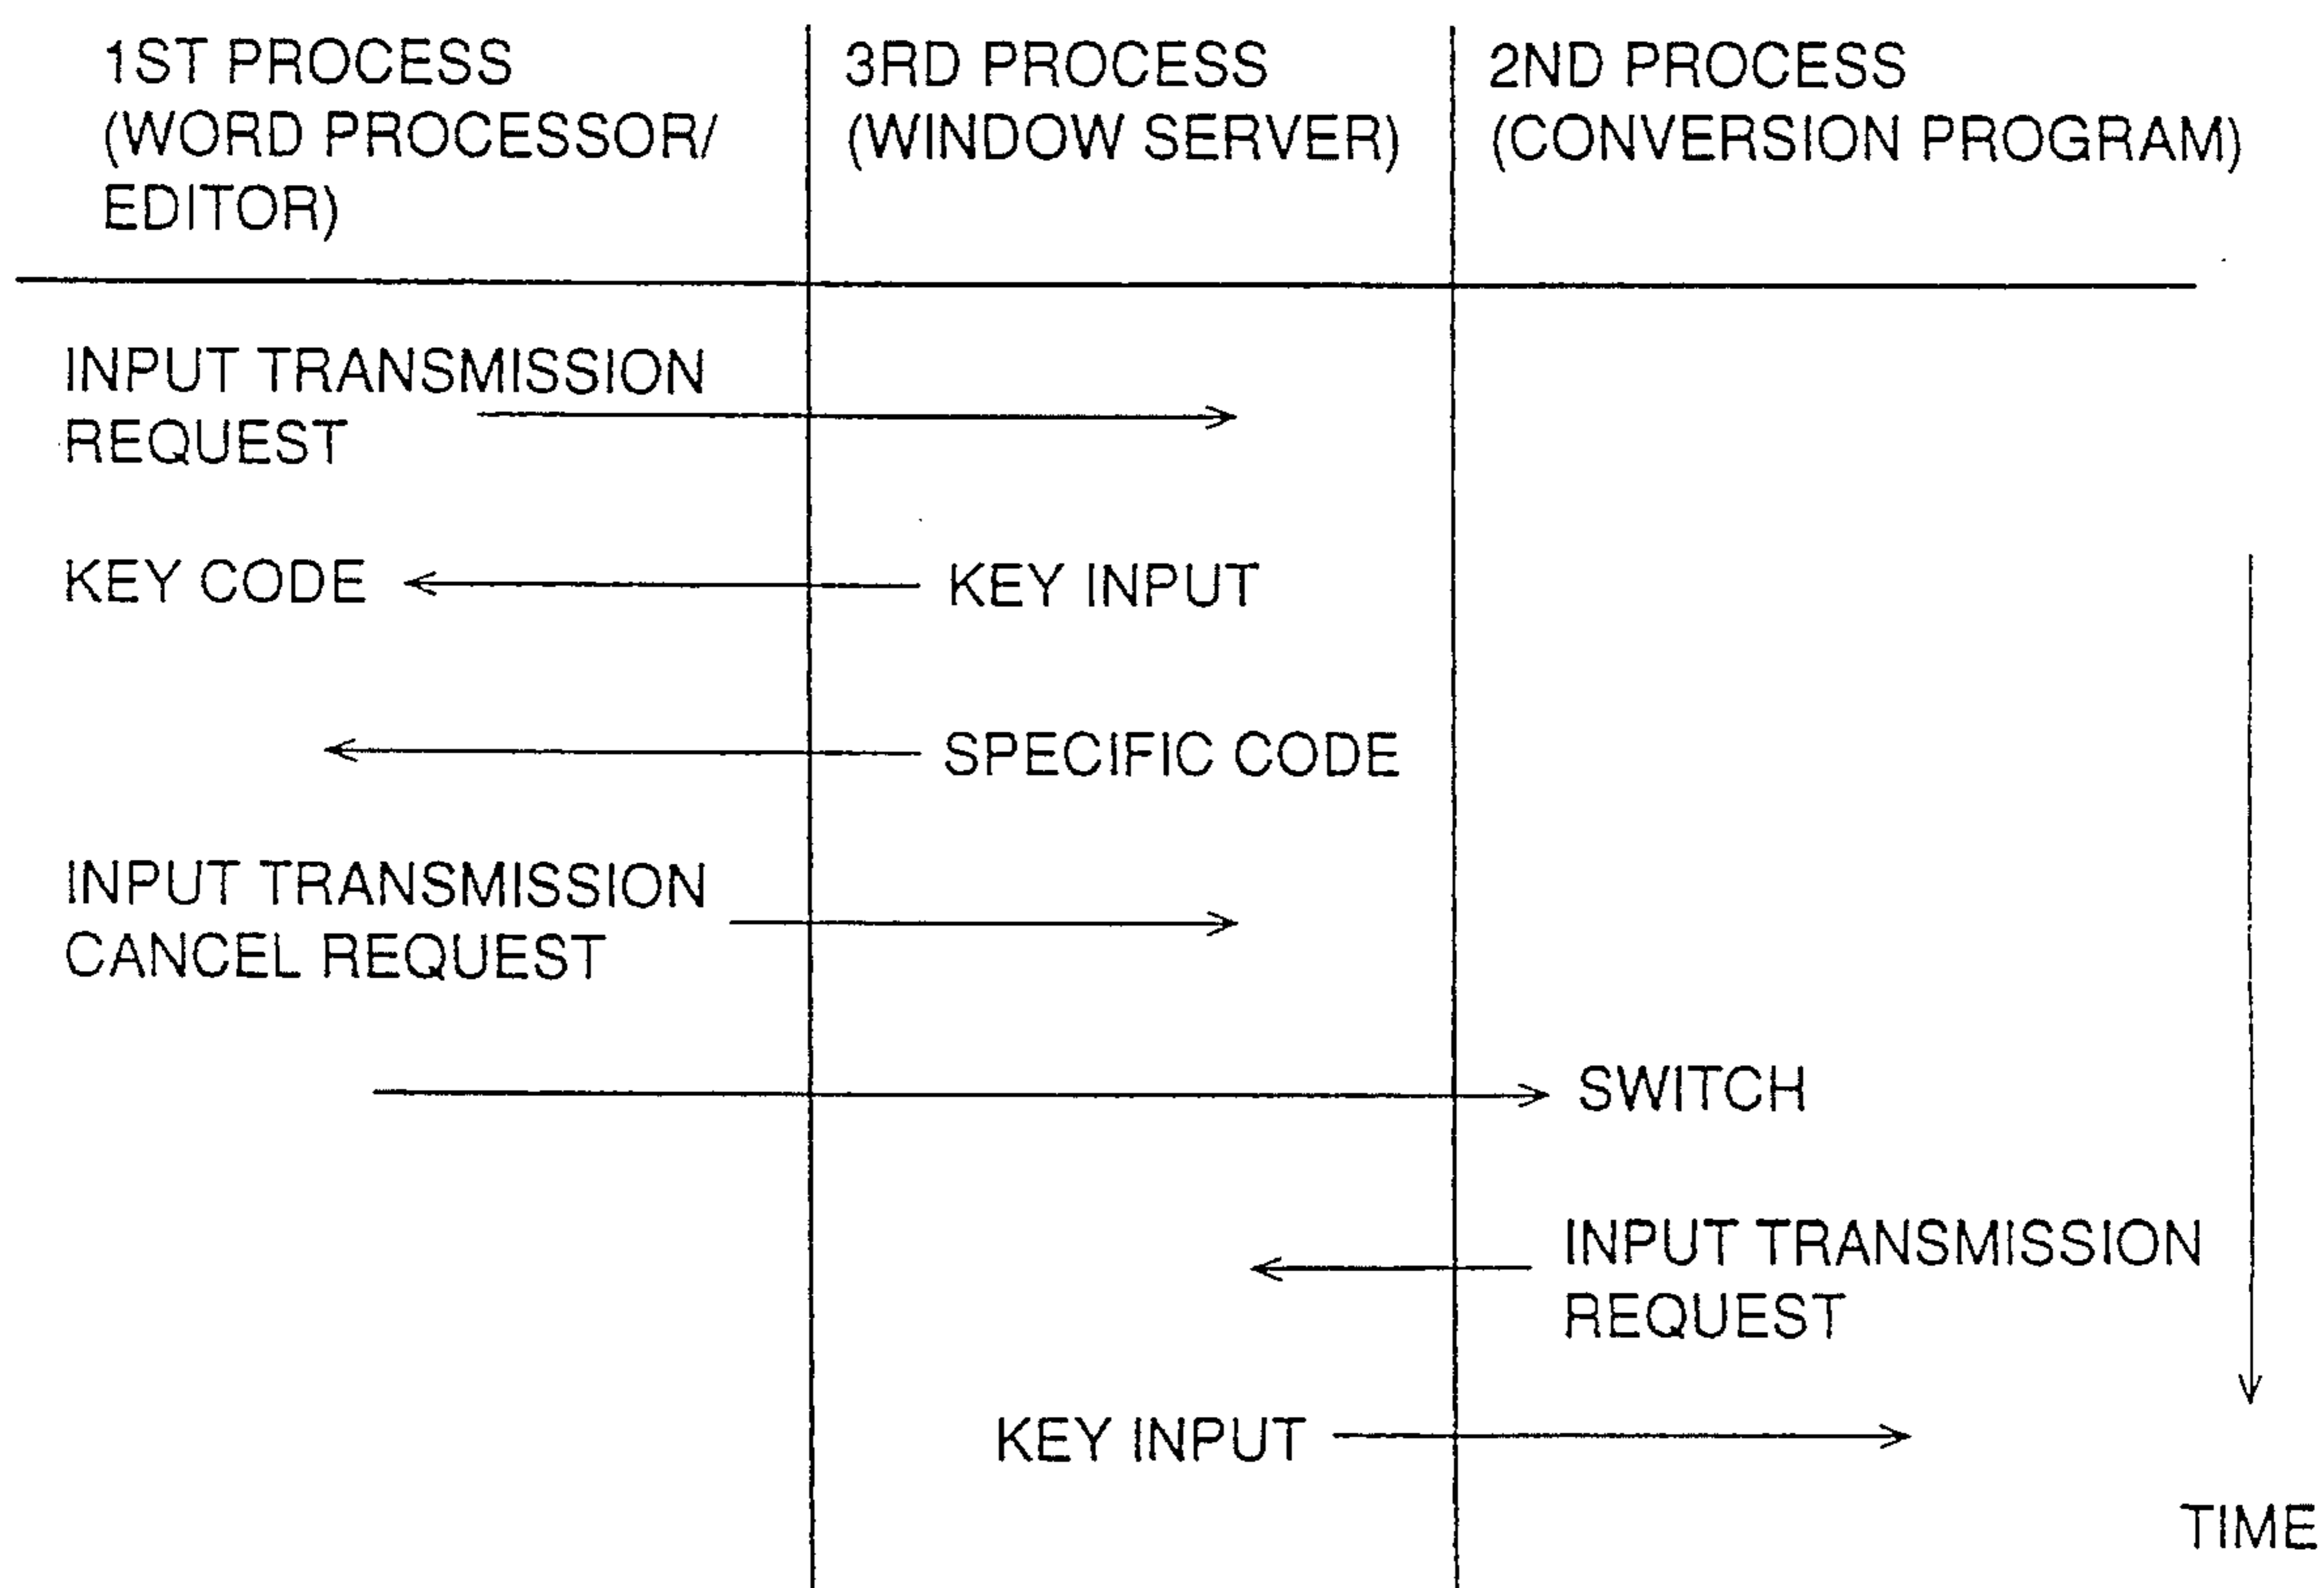 1ST PROCESS
(WORD PROCESSOR/
EDITOR)
3RD PROCESS
(WINDOW SERVER)
2ND PROCESS
(CONVERSION PROGRAM)
INPUT TRANSMISSION
REQUEST
KEY CODE
KEY INPUT
SPECIFIC CODE
INPUT TRANSMISSION
CANCEL REQUEST
SWITCH
INPUT TRANSMISSION
REQUEST
KEY INPUT
TIME